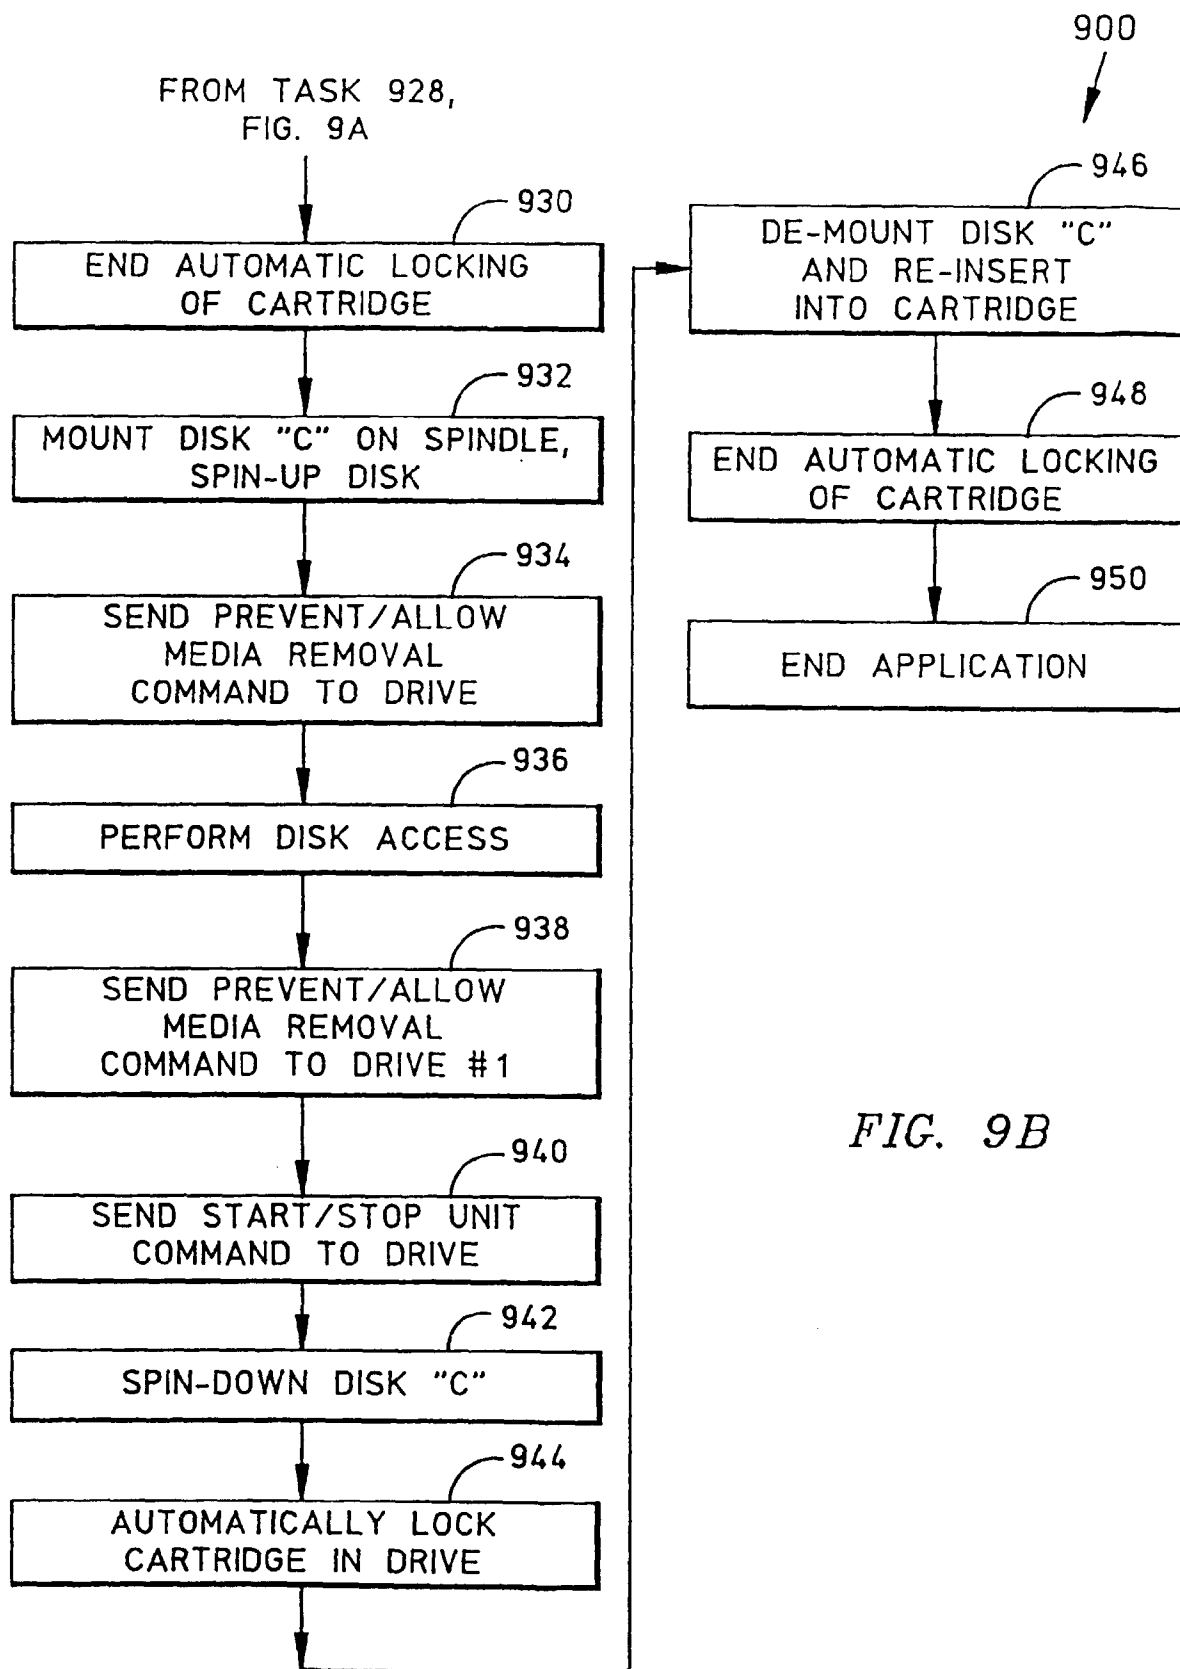 900
FROM TASK 928,
FIG. 9A
930
END AUTOMATIC LOCKING
OF CARTRIDGE
932
MOUNT DISK "C" ON SPINDLE,
SPIN-UP DISK
934
SEND PREVENT/ALLOW
MEDIA REMOVAL
COMMAND TO DRIVE
936
PERFORM DISK ACCESS
938
SEND PREVENT/ALLOW
MEDIA REMOVAL
COMMAND TO DRIVE #1
940
SEND START/STOP UNIT
COMMAND TO DRIVE
942
SPIN-DOWN DISK "C"
944
AUTOMATICALLY LOCK
CARTRIDGE IN DRIVE
946
DE-MOUNT DISK "C"
AND RE-INSERT
INTO CARTRIDGE
948
END AUTOMATIC LOCKING
OF CARTRIDGE
950
END APPLICATION
FIG. 9B